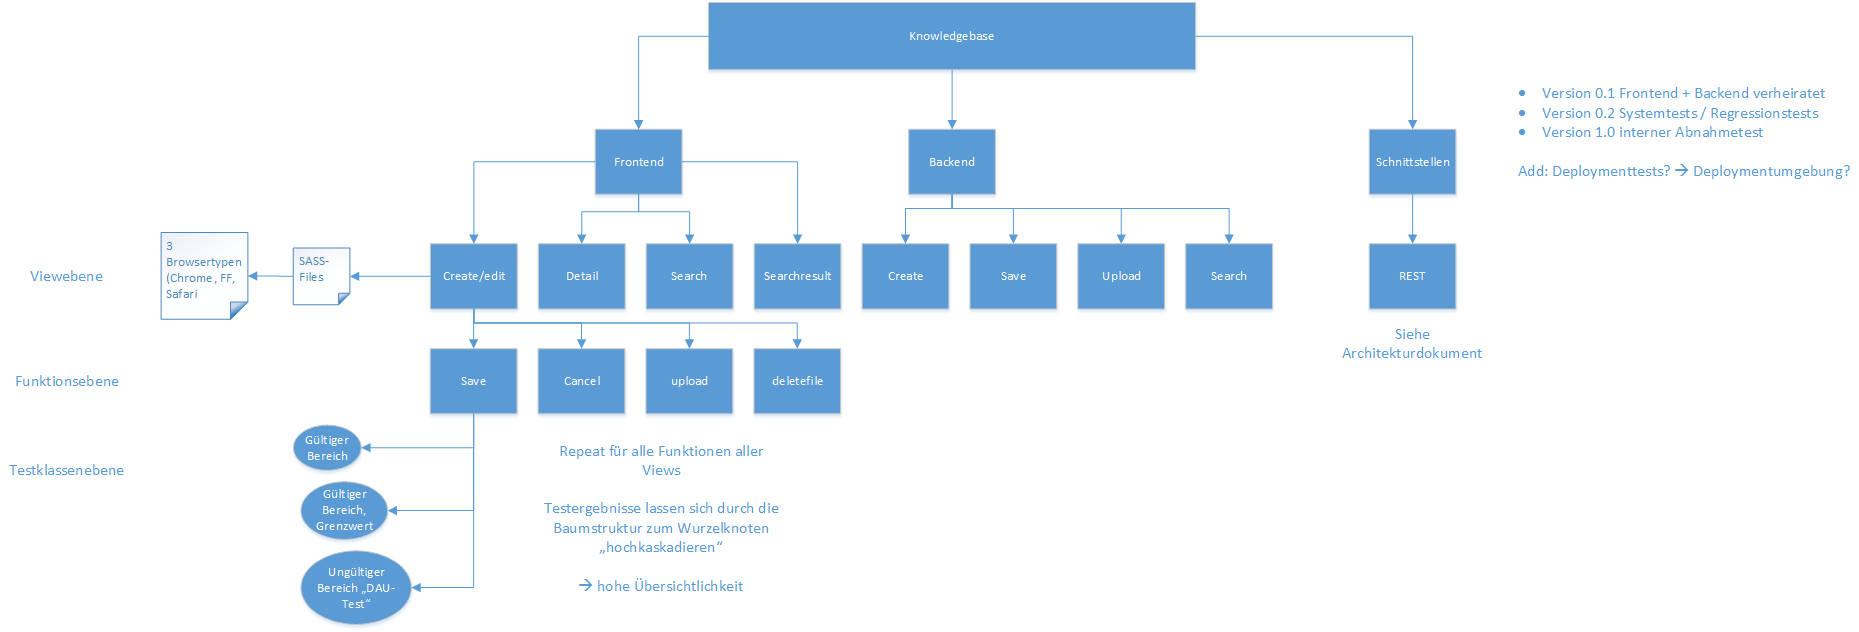 Knowledgebase
• Version 0.1 Frontend + Backend verheiratet
• Version 0.2 Systemtests / Regressionstests
• Version 1.0 interner Abnahmetest
Add: Deploymenttests? → Deploymentumgebung?
Frontend
Backend
Schnittstellen
Viewebene
3
Browsertypen
(Chrome, FF,
Safari
SASS-
Files
Create/edit
Detail
Search
Searchresult
Create
Save
Upload
Search
REST
Siehe
Architekturdokument
Funktionsebene
Save
Cancel
upload
deletefile
Testklassenebene
Gültiger
Bereich
Gültiger
Bereich,
Grenzwert
Ungültiger
Bereich „DAU-
Test“
Repeat für alle Funktionen aller
Views
Testergebnisse lassen sich durch die
Baumstruktur zum Wurzelknoten
„hochkaskadieren“
→ hohe Übersichtlichkeit